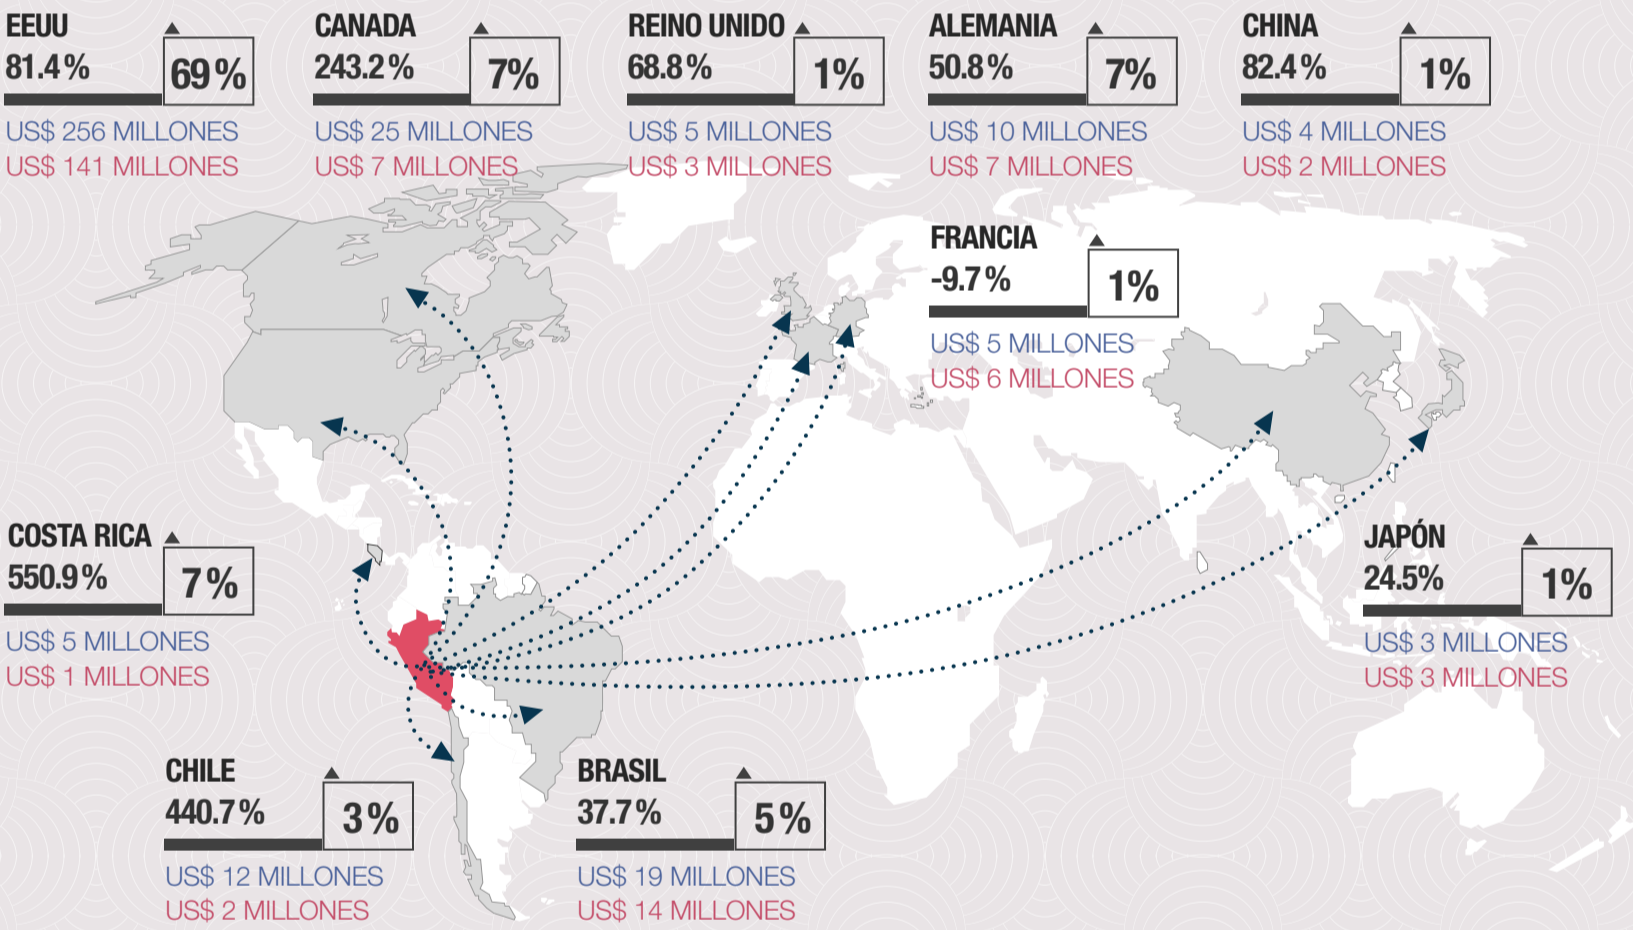 EEUU
81.4%
69%
US$ 256 MILLONES
US$ 141 MILLONES
CANADA
243.2%
7%
US$ 25 MILLONES
US$ 7 MILLONES
REINO UNIDO
68.8%
1%
US$ 5 MILLONES
US$ 3 MILLONES
ALEMANIA
50.8%
7%
US$ 10 MILLONES
US$ 7 MILLONES
CHINA
82.4%
1%
US$ 4 MILLONES
US$ 2 MILLONES
FRANCIA
-9.7%
1%
US$ 5 MILLONES
US$ 6 MILLONES
COSTA RICA
550.9%
7%
US$ 5 MILLONES
US$ 1 MILLONES
JAPÓN
24.5%
1%
US$ 3 MILLONES
US$ 3 MILLONES
CHILE
440.7%
3%
US$ 12 MILLONES
US$ 2 MILLONES
BRASIL
37.7%
5%
US$ 19 MILLONES
US$ 14 MILLONES